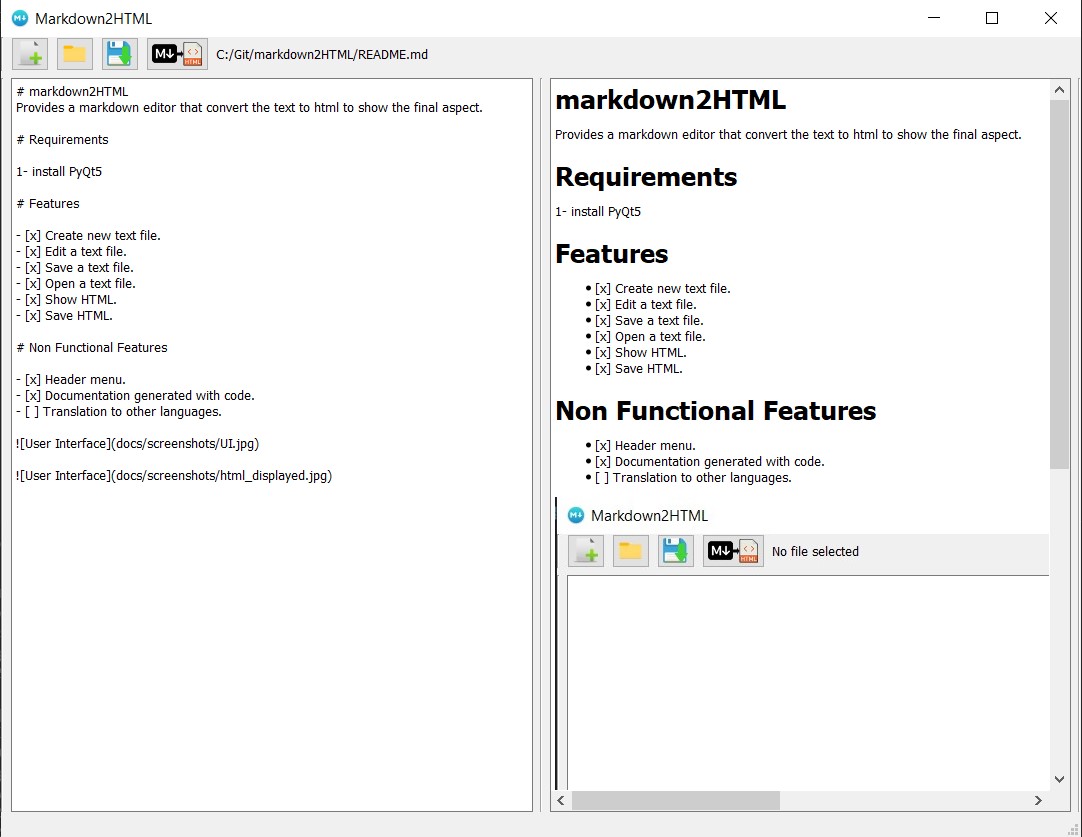 Markdown2HTML
M↓ HTML C:/Git/markdown2HTML/README.md
# markdown2HTML
Provides a markdown editor that convert the text to html to show the final aspect.
# Requirements
1- install PyQt5
# Features
- [x] Create new text file.
- [x] Edit a text file.
- [x] Save a text file.
- [x] Open a text file.
- [x] Show HTML.
- [x] Save HTML.
# Non Functional Features
- [x] Header menu.
- [x] Documentation generated with code.
- [ ] Translation to other languages.
![User Interface](docs/screenshots/UI.jpg)
![User Interface](docs/screenshots/html_displayed.jpg)
markdown2HTML
Provides a markdown editor that convert the text to html to show the final aspect.
Requirements
1- install PyQt5
Features
• [x] Create new text file.
• [x] Edit a text file.
• [x] Save a text file.
• [x] Open a text file.
• [x] Show HTML.
• [x] Save HTML.
Non Functional Features
• [x] Header menu.
• [x] Documentation generated with code.
• [ ] Translation to other languages.
Markdown2HTML
M↓ HTML No file selected